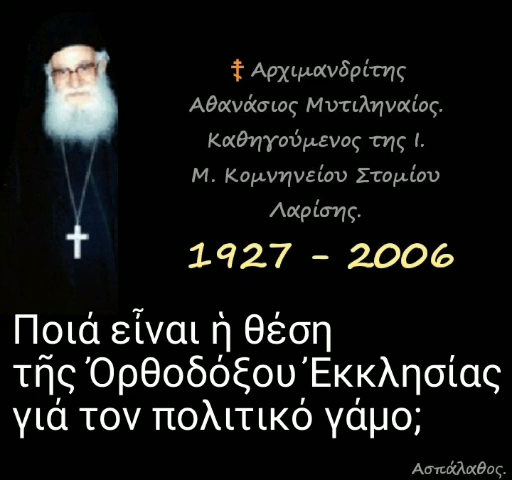 ☦ Αρχιμανδρίτης
Αθανάσιος Μυτιληναίος.
Καθηγούμενος της Ι.
Μ. Κομνηνείου Στομίου
Λαρίσης.
1927 - 2006
Ποιά εἶναι ἡ θέση
τῆς Ὀρθοδόξου Ἐκκλησίας
γιά τον πολιτικό γάμο;
Ασπάλαθος.